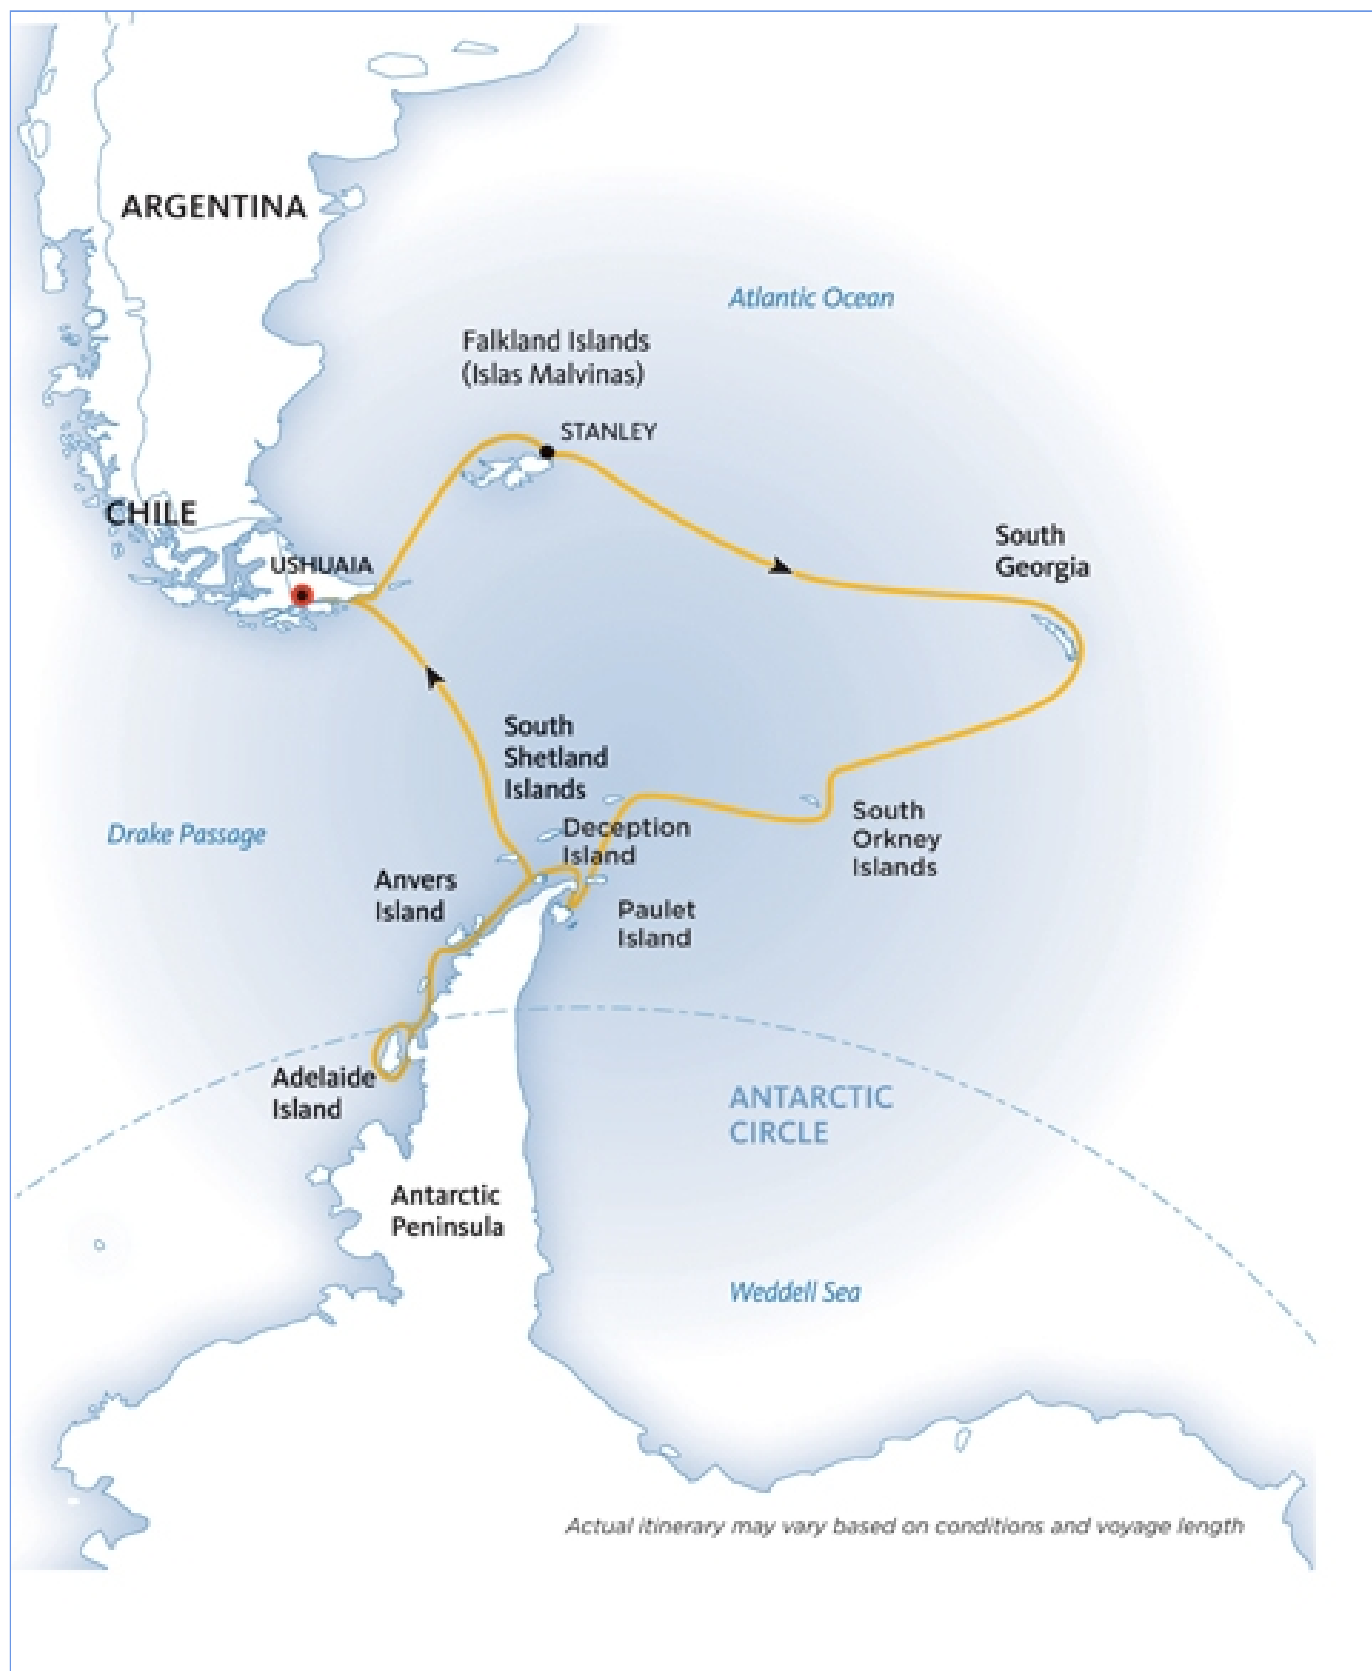 ARGENTINA
Atlantic Ocean
Falkland Islands
(Islas Malvinas)
STANLEY
CHILE
South
Georgia
USHUAIA
South
Shetland
Islands
South
Orkney
Islands
Drake Passage
Deception
Island
Anvers
Island
Paulet
Island
Adelaide
Island
ANTARCTIC
CIRCLE
Antarctic
Peninsula
Weddell Sea
Actual itinerary may vary based on conditions and voyage length